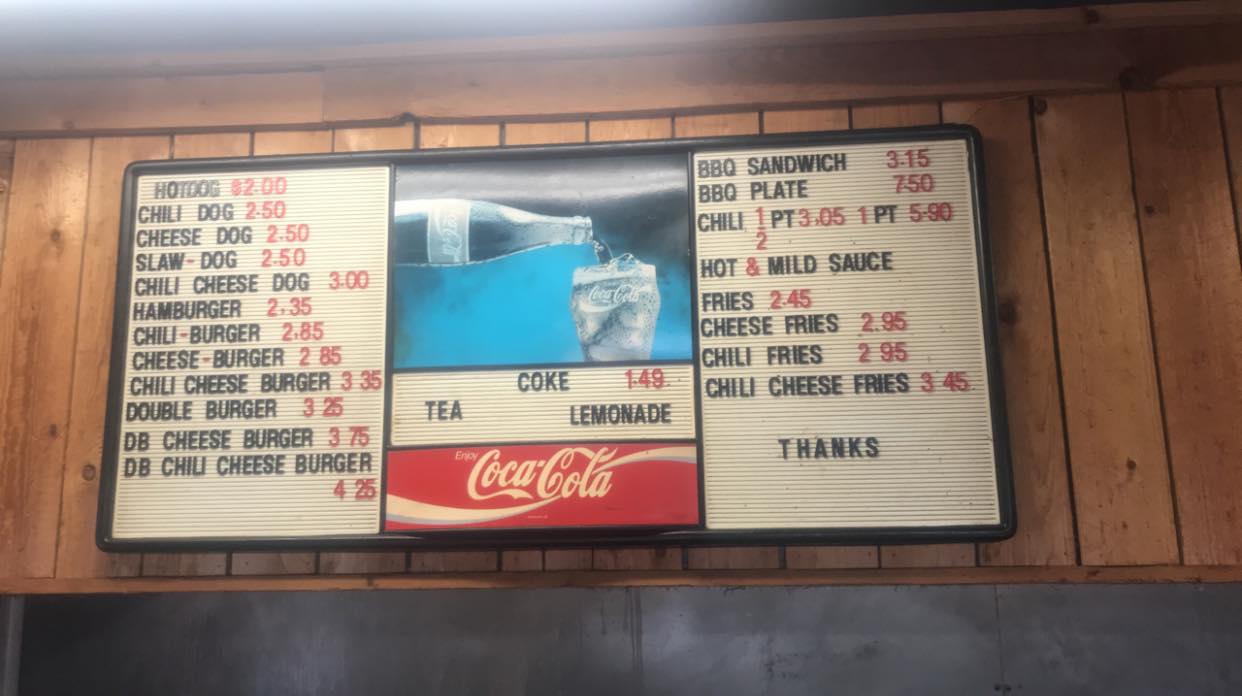 HOTDOG $2.00
CHILI DOG 2.50
CHEESE DOG 2.50
SLAW-DOG 2.50
CHILI CHEESE DOG 3.00
HAMBURGER 2.35
CHILI-BURGER 2.85
CHEESE-BURGER 2 85
CHILI CHEESE BURGER 3 35
DOUBLE BURGER 3 25
DB CHEESE BURGER 3 75
DB CHILI CHEESE BURGER
4 25
Coca-Cola
Coca-Cola
COKE 1.49
TEA LEMONADE
Enjoy
Coca-Cola
BBQ SANDWICH 3.15
BBQ PLATE 7.50
CHILI 1/2 PT 3.05 1 PT 5.90
HOT & MILD SAUCE
FRIES 2.45
CHEESE FRIES 2.95
CHILI FRIES 2 95
CHILI CHEESE FRIES 3 45
THANKS